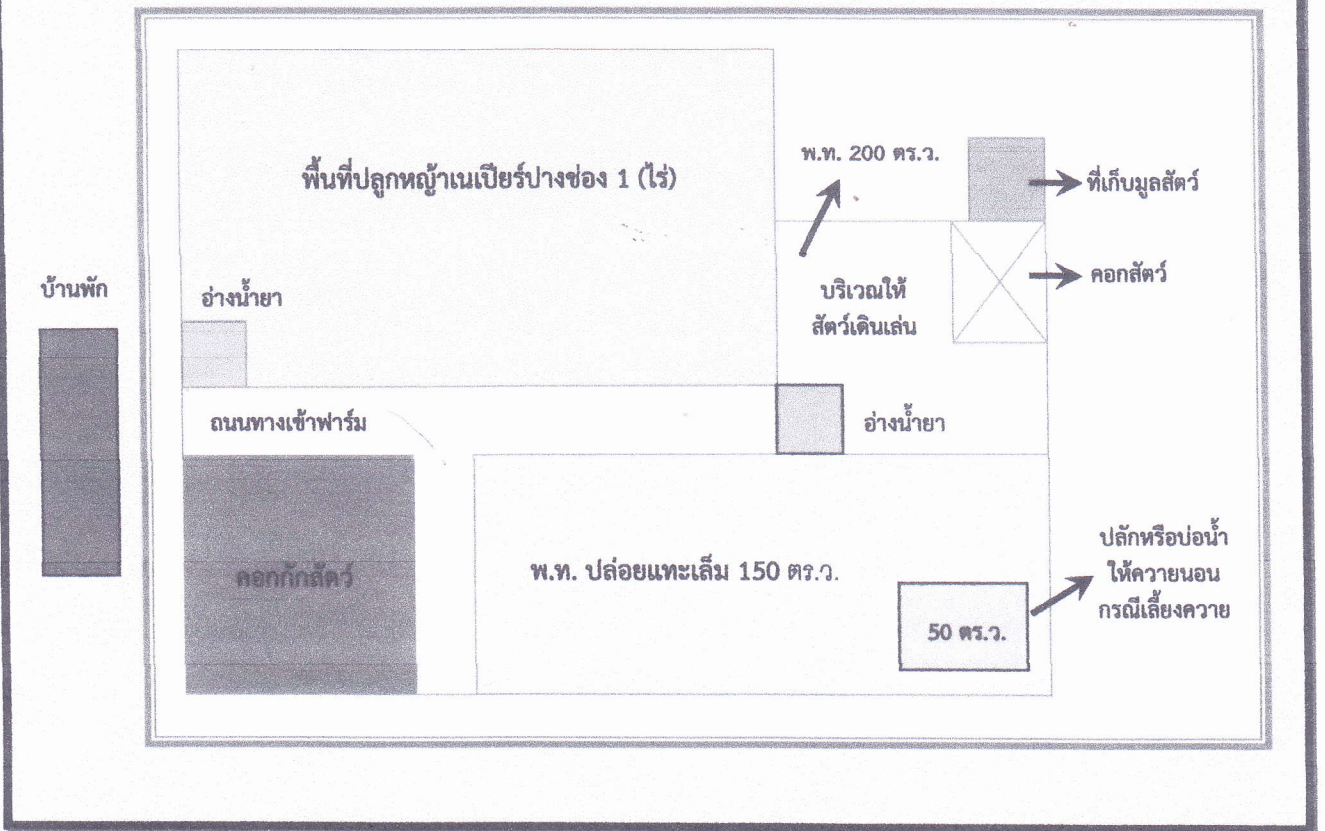 พ.ท. 200 ตร.ว.
พื้นที่ปลูกหญ้าเนเปียร์ปางช่อง 1 (ไร่)
ที่เก็บมูลสัตว์
บ้านพัก
อ่างน้ำยา
บริเวณให้
สัตว์เดินเล่น
คอกสัตว์
ถนนทางเข้าฟาร์ม
อ่างน้ำยา
คอกกักสัตว์
พ.ท. ปล่อยแทะเล็ม 150 ตร.ว.
50 ตร.ว.
ปลักหรือบ่อน้ำ
ให้ควายนอน
กรณีเลี้ยงควาย